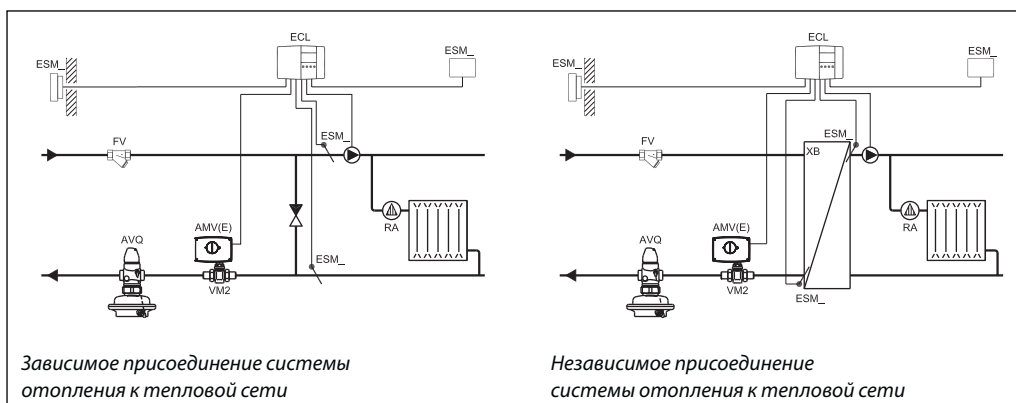 ECL
ESM_
ESM_
FV
ESM_
AMV(E)
RA
AVQ
VM2
ESM_
Зависимое присоединение системы
отопления к тепловой сети
ECL
ESM_
ESM_
FV
ESM_
XB
AMV(E)
RA
AVQ
VM2
ESM_
Независимое присоединение
системы отопления к тепловой сети